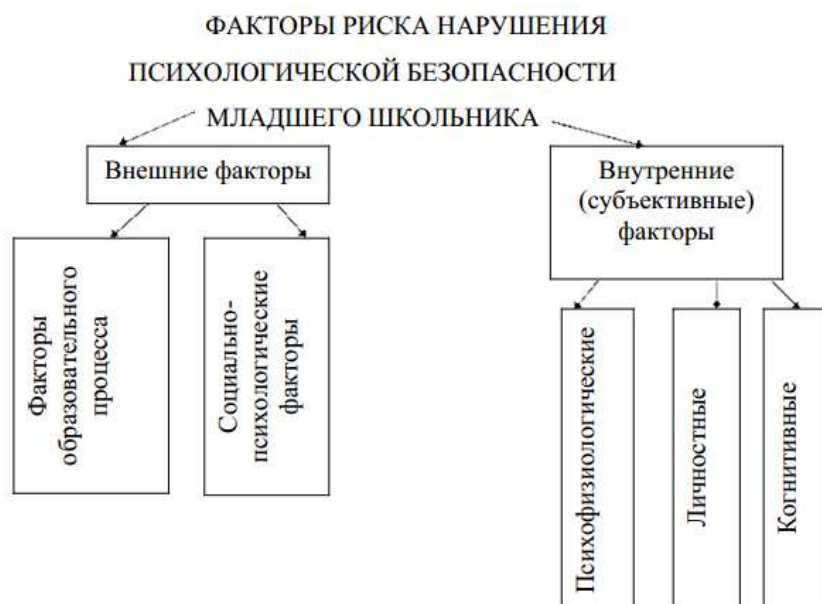 ФАКТОРЫ РИСКА НАРУШЕНИЯ
ПСИХОЛОГИЧЕСКОЙ БЕЗОПАСНОСТИ
МЛАДШЕГО ШКОЛЬНИКА
Внешние факторы
Внутренние
(субъективные)
факторы
Факторы
образовательного
процесса
Социально-
психологические
факторы
Психофизиологические
Личностные
Когнитивные